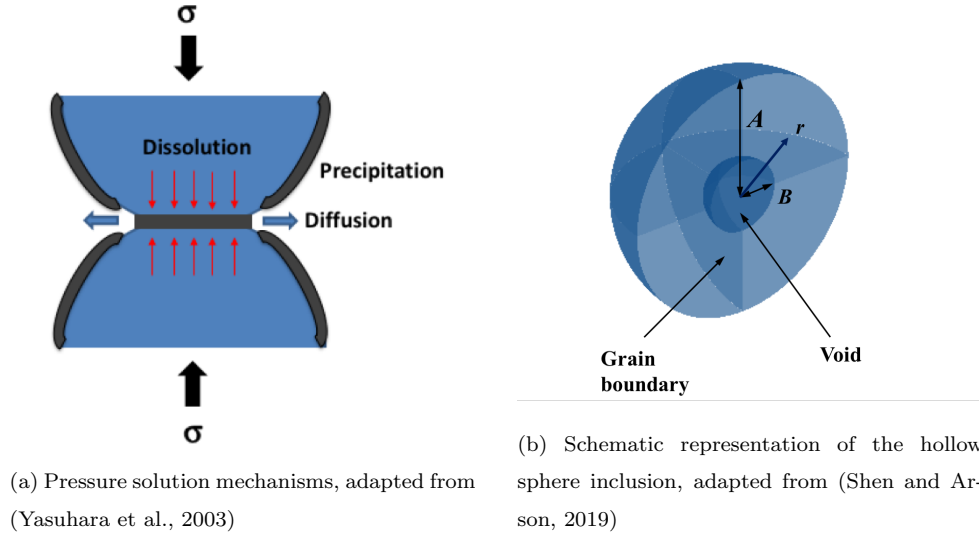 σ
Dissolution
Precipitation
Diffusion
σ
(a) Pressure solution mechanisms, adapted from
(Yasuhara et al., 2003)
A
r
B
Grain
boundary
Void
(b) Schematic representation of the hollow
sphere inclusion, adapted from (Shen and Ar-
son, 2019)